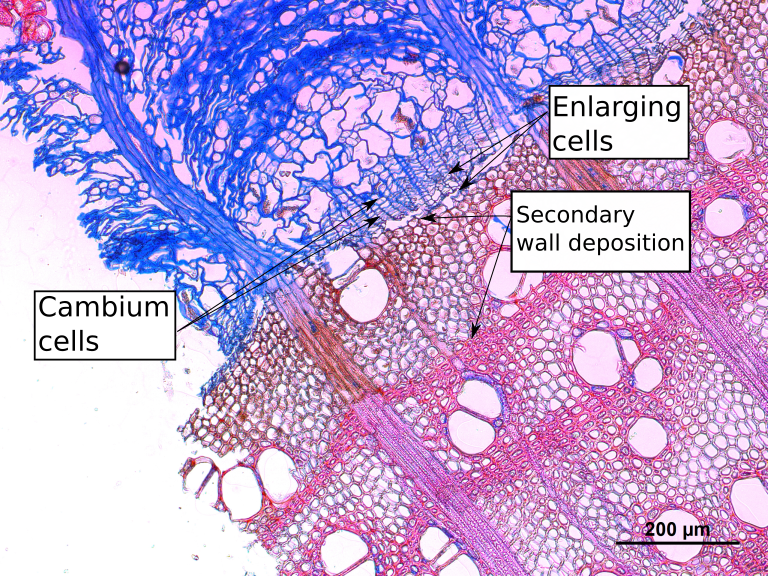 Enlarging
cells
Secondary
wall deposition
Cambium
cells
200 µm